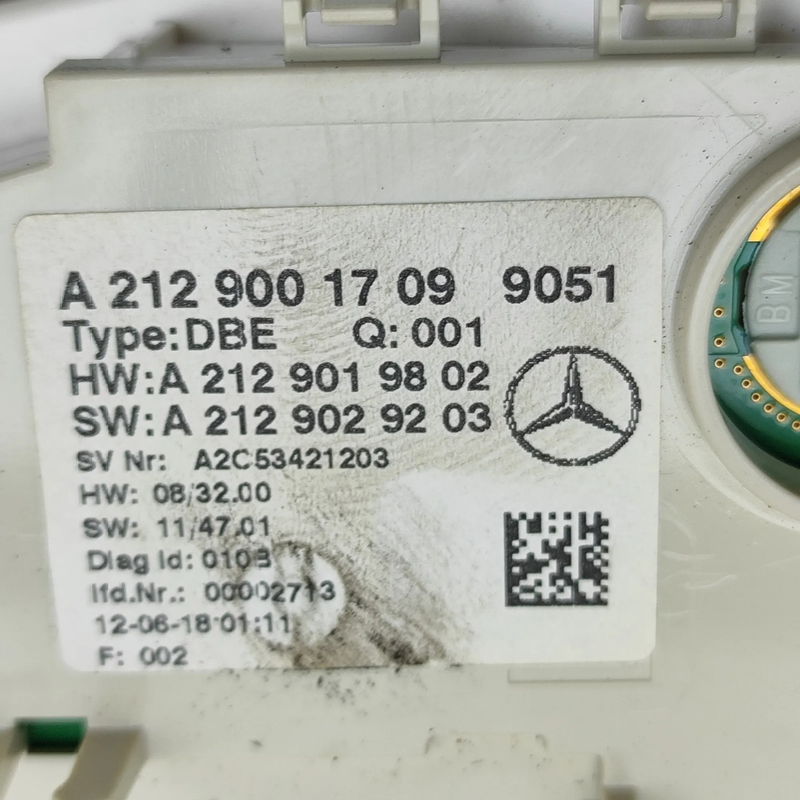 A 212 900 17 09 9051
Type:DBE Q: 001
HW:A 212 901 98 02
SW:A 212 902 92 03
SV Nr: A2C53421203
HW: 08/32.00
SW: 11/47.01
Diag Id: 010B
lfd.Nr.: 00002713
12-06-18 01:11
F: 002
BM